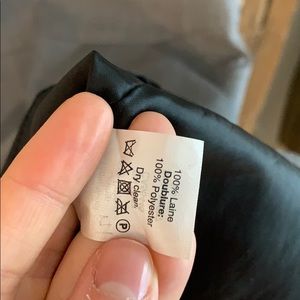 100% Laine
Doublure:
100% Polyester
Dry clean
P